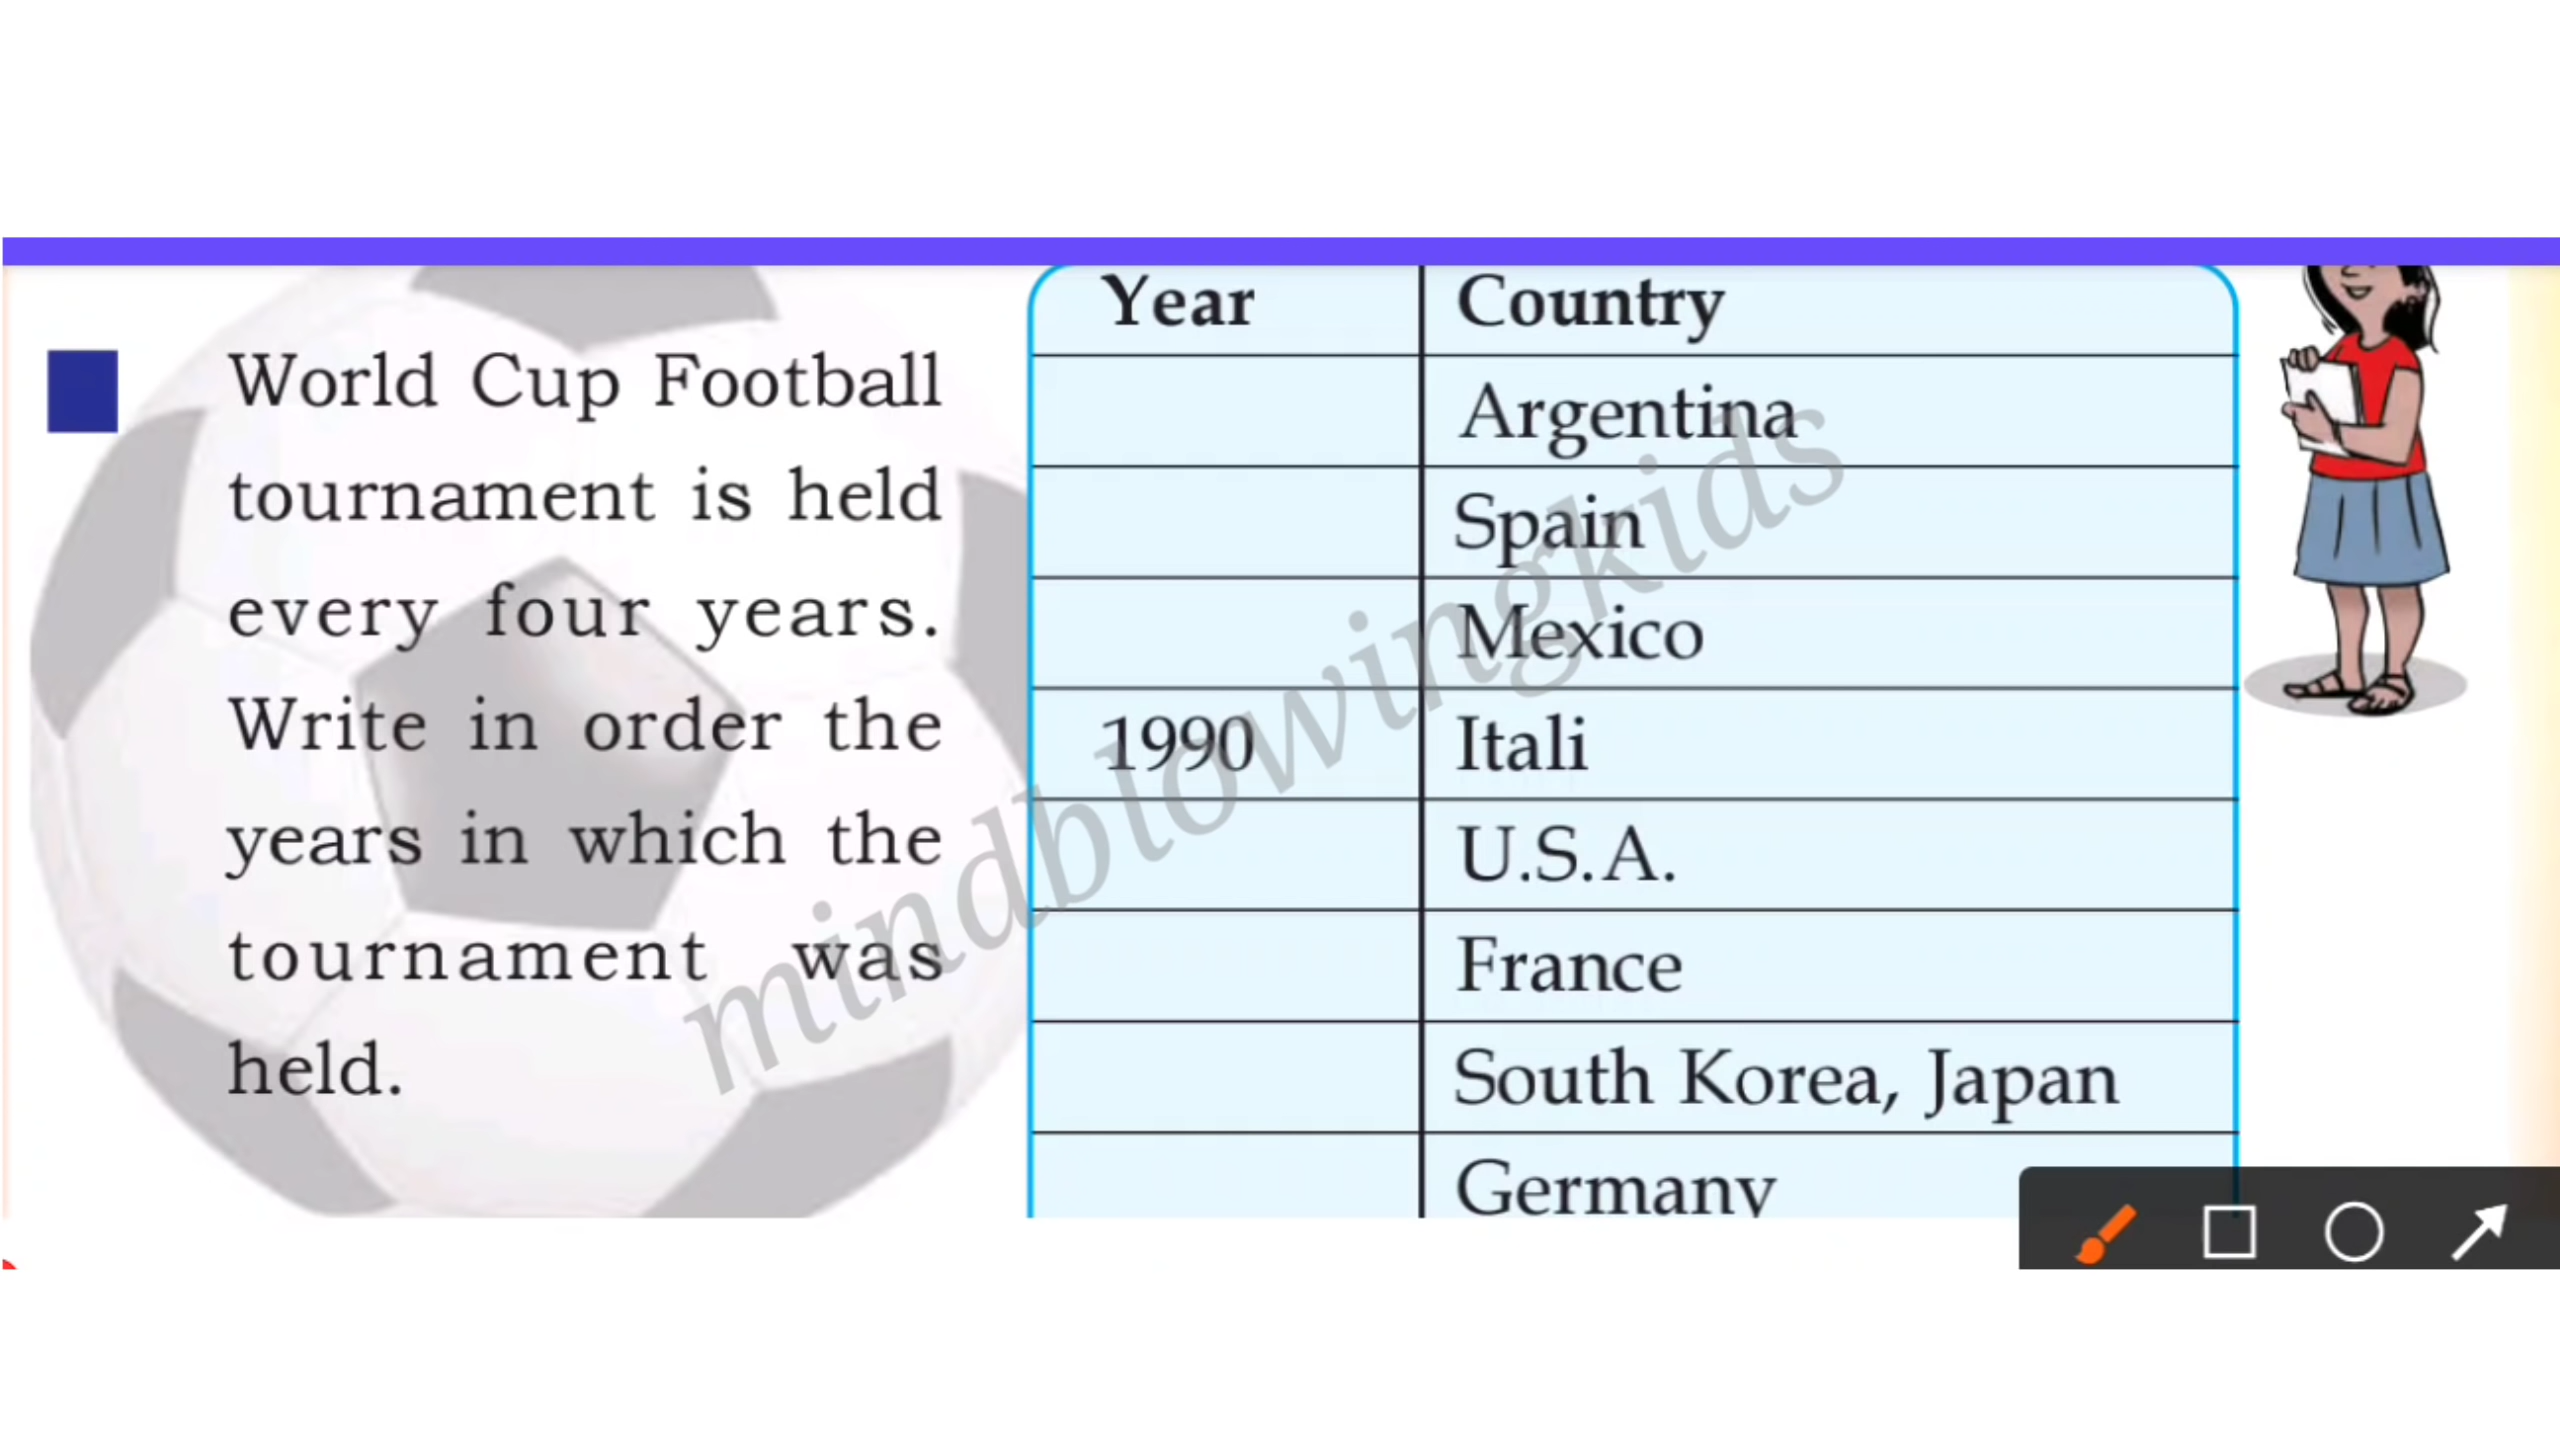 World Cup Football
tournament is held
every four years.
Write in order the
years in which the
tournament was
held.
Year Country
Argentina
Spain
Mexico
1990 Itali
U.S.A.
France
South Korea, Japan
Germany
mindblowingkids